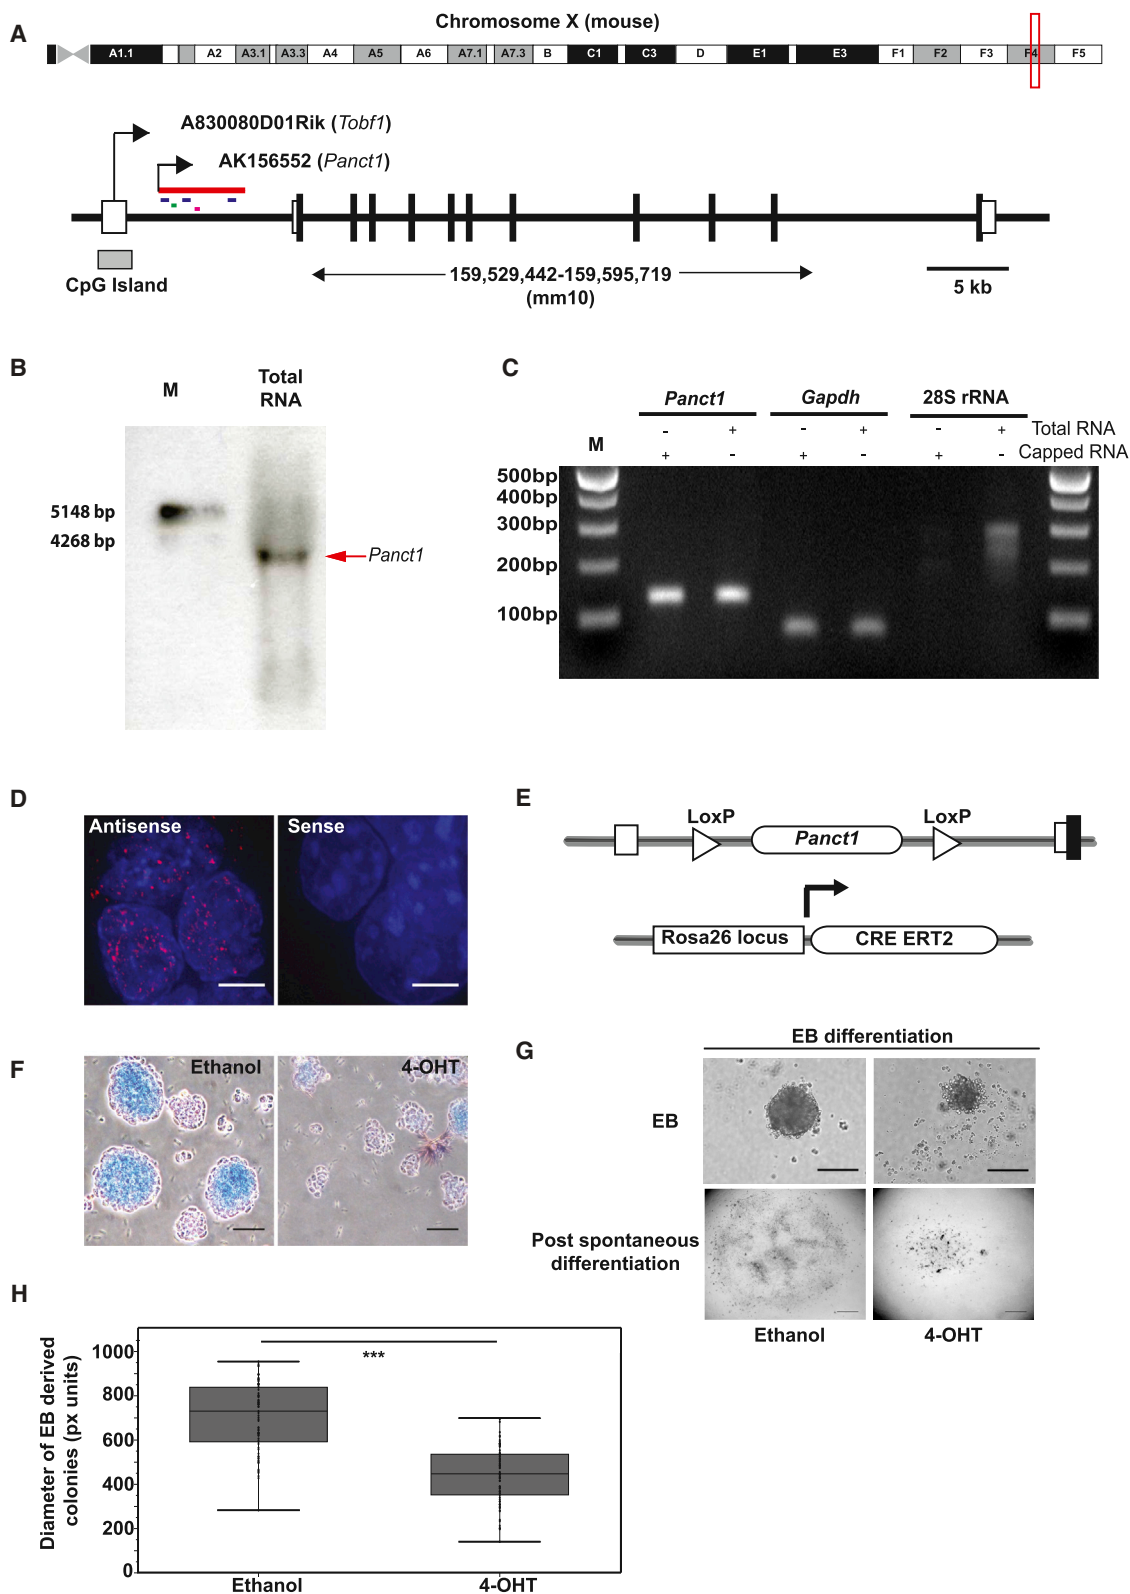 A
Chromosome X (mouse)
A1.1 A2 A3.1 A3.3 A4 A5 A6 A7.1 A7.3 B C1 C3 D E1 E3 F1 F2 F3 F4 F5
A830080D01Rik (Tobf1)
AK156552 (Panct1)
CpG Island
159,529,442-159,595,719
(mm10)
5 kb
B
M
Total
RNA
5148 bp
4268 bp
Panct1
C
Panct1 Gapdh 28S rRNA
- + - + - + Total RNA
+ - + - + - Capped RNA
M
500bp
400bp
300bp
200bp
100bp
D
Antisense
Sense
E
LoxP LoxP
Panct1
Rosa26 locus
CRE ERT2
F
Ethanol
4-OHT
G
EB differentiation
EB
Post spontaneous
differentiation
Ethanol
4-OHT
H
Diameter of EB derived
colonies (px units)
1000
800
600
400
200
0
***
Ethanol
4-OHT